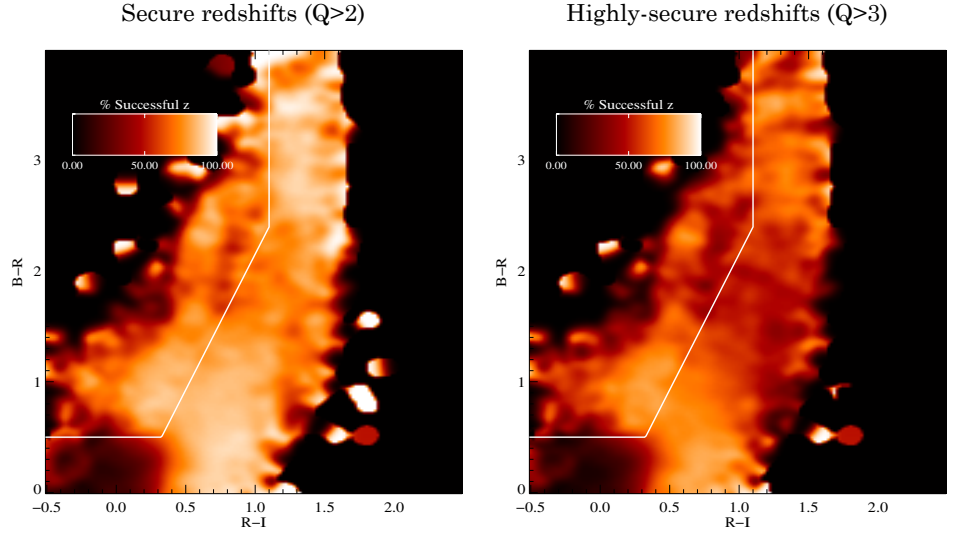 Secure redshifts (Q>2)
% Successful z
0.00 50.00 100.00
3
2
1
0
B−R
−0.5 0.0 0.5 1.0 1.5 2.0
R−I
Highly-secure redshifts (Q>3)
% Successful z
0.00 50.00 100.00
3
2
1
0
B−R
−0.5 0.0 0.5 1.0 1.5 2.0
R−I